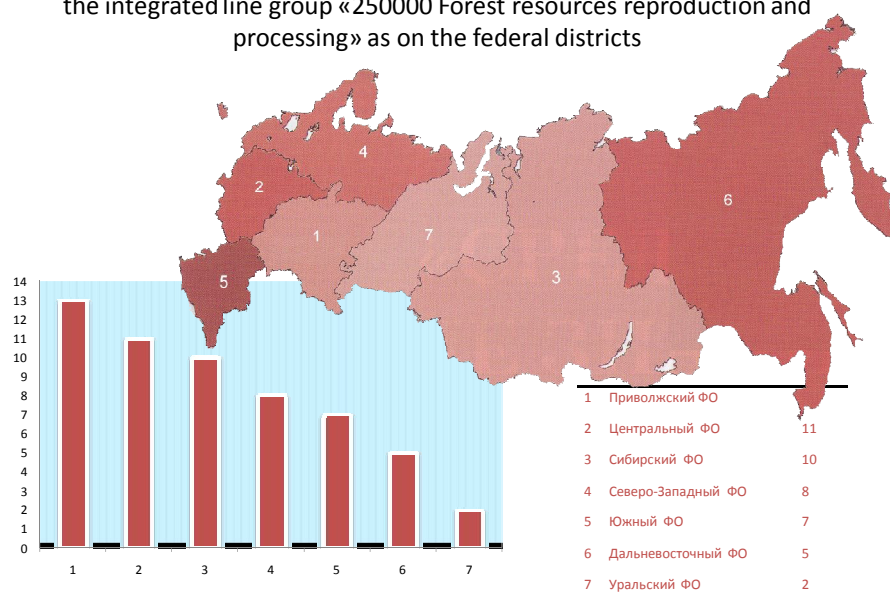 the integrated line group «250000 Forest resources reproduction and
processing» as on the federal districts
4
2
6
1
7
5
3
14
13
12
11
10
9
8
7
6
5
4
3
2
1
0
1 2 3 4 5 6 7
1 Приволжский ФО
2 Центральный ФО 11
3 Сибирский ФО 10
4 Северо-Западный ФО 8
5 Южный ФО 7
6 Дальневосточный ФО 5
7 Уральский ФО 2